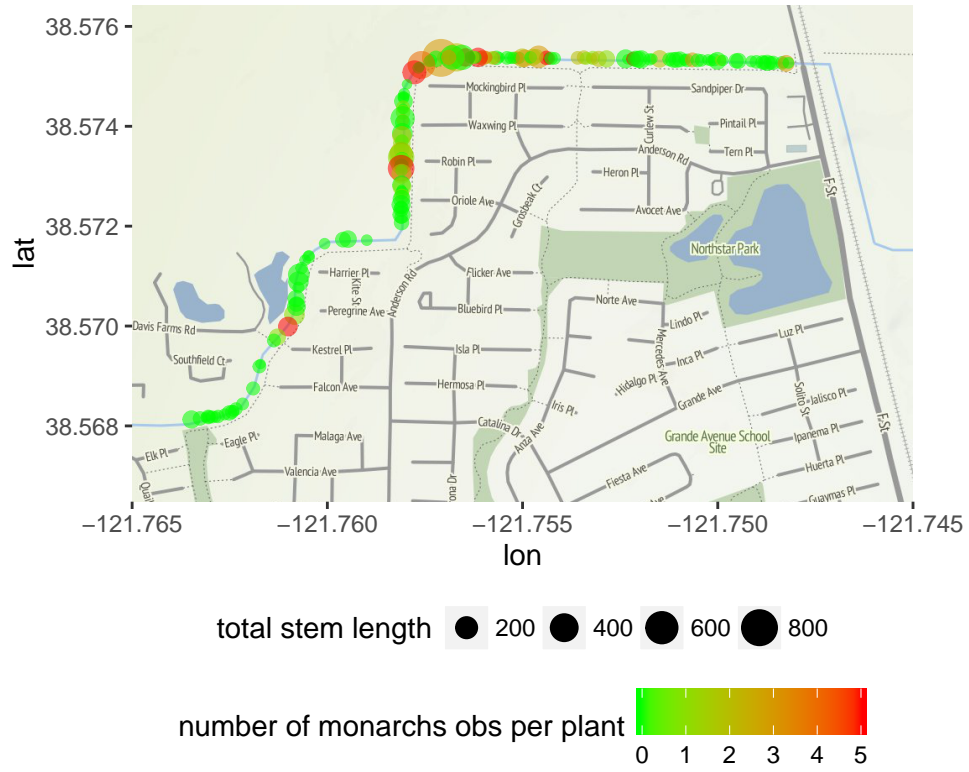 38.576
38.574
38.572
38.570
38.568
lat
Mockingbird Pl
Sandpiper Dr
Waxwing Pl
Curlew St
Pintail Pl
Anderson Rd
Tern Pl
Robin Pl
Heron Pl
F St
Oriole Ave
Grosbeak Ct
Avocet Ave
Northstar Park
Harrier Pl
Kite St
Anderson Rd
Flicker Ave
Norte Ave
Peregrine Ave
Bluebird Pl
Lindo Pl
Davis Farms Rd
Luz Pl
Kestrel Pl
Isla Pl
Mercedes Ave
Inca Pl
Southfield Ct
Falcon Ave
Hermosa Pl
Hidalgo Pl
Grande Ave
Solito St
Jalisco Pl
Iris Pl
F St
Catalina Dr
Anza Ave
Eagle Pl
Malaga Ave
Grande Avenue School
Site
Ipanema Pl
Elk Pl
Valencia Ave
Fiesta Ave
Huerta Pl
Quai
ona Dr
Ave
Guaymas Pl
−121.765
−121.760
−121.755
−121.750
−121.745
lon
total stem length 200 400 600 800
number of monarchs obs per plant
0 1 2 3 4 5